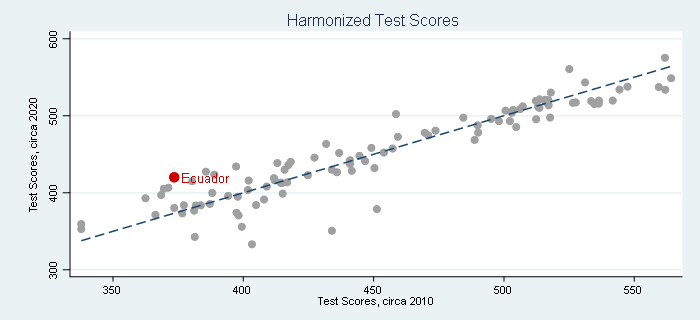 Harmonized Test Scores
Test Scores, circa 2020
600
500
400
300
Ecuador
350
400
450
500
550
Test Scores, circa 2010